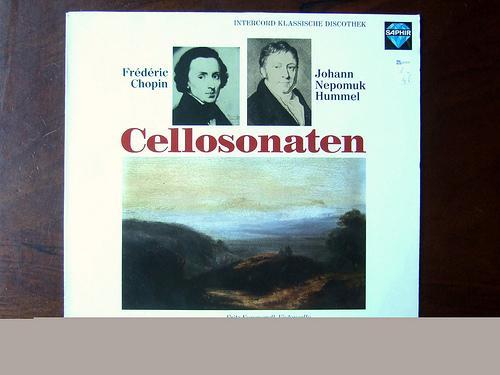 INTERCORD KLASSISCHE DISCOTHEK
SAPHIR
Frédéric
Chopin
Johann
Nepomuk
Hummel
Cellosonaten